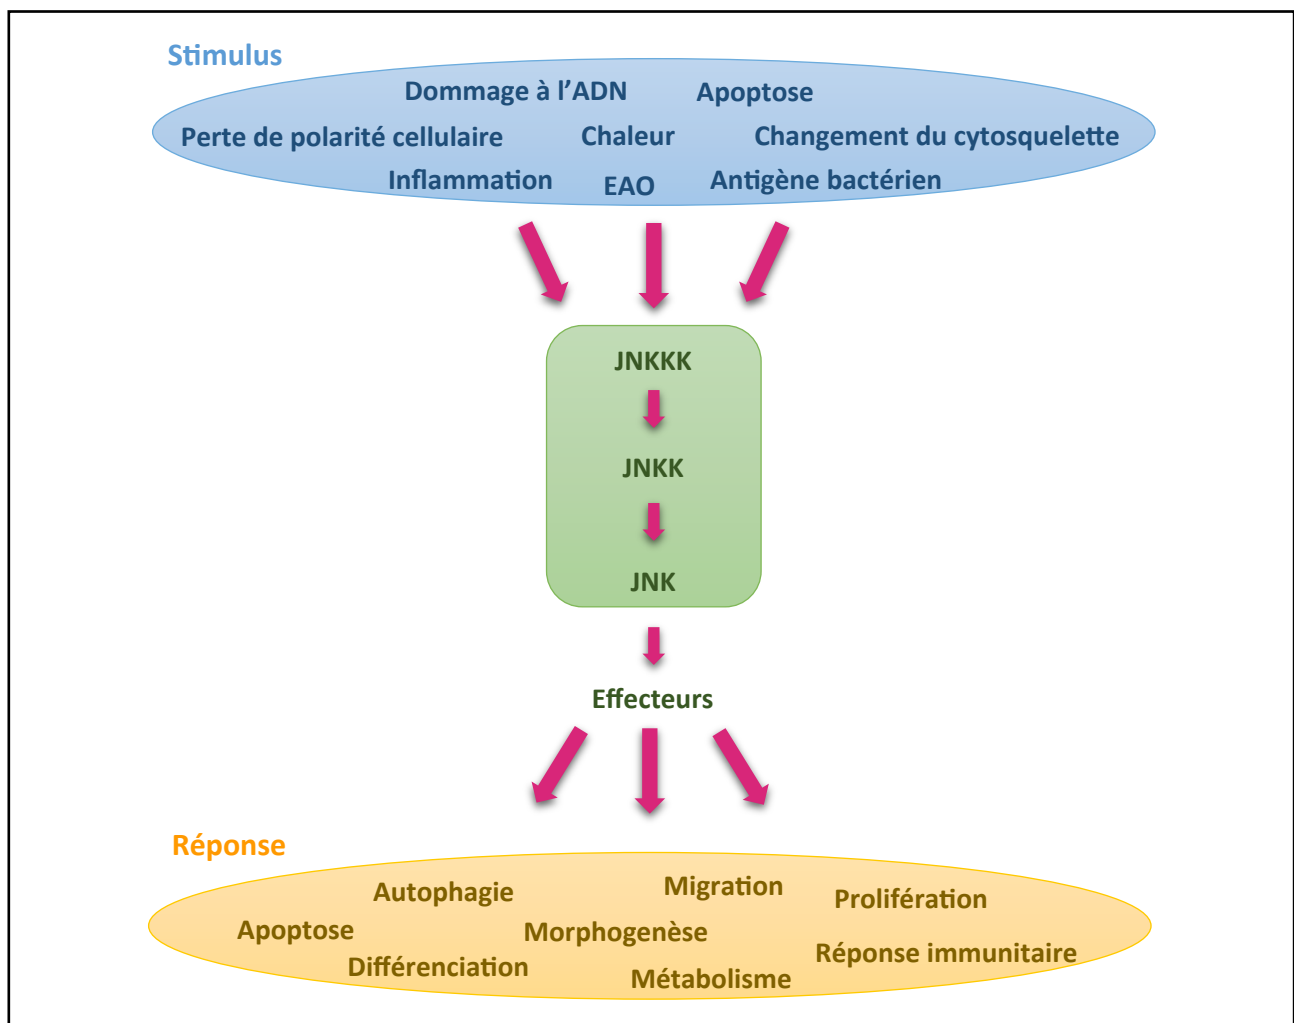 Stimulus
Dommage à l’ADN Apoptose
Perte de polarité cellulaire Chaleur Changement du cytosquelette
Inflammation EAO Antigène bactérien
JNKKK
JNKK
JNK
Effecteurs
Réponse
Autophagie Migration Prolifération
Apoptose Morphogenèse Réponse immunitaire
Différenciation Métabolisme